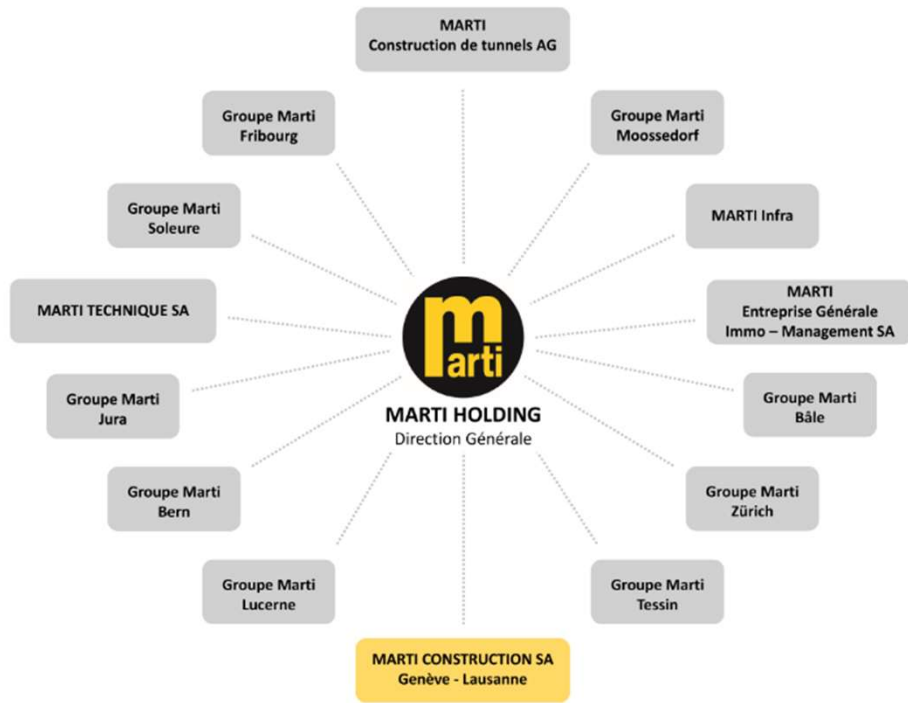 MARTI
Construction de tunnels AG
Groupe Marti
Fribourg
Groupe Marti
Moossedorf
Groupe Marti
Soleure
MARTI Infra
MARTI TECHNIQUE SA
MARTI
Entreprise Générale
Immo – Management SA
marti
MARTI HOLDING
Direction Générale
Groupe Marti
Jura
Groupe Marti
Bâle
Groupe Marti
Bern
Groupe Marti
Zürich
Groupe Marti
Lucerne
Groupe Marti
Tessin
MARTI CONSTRUCTION SA
Genève - Lausanne